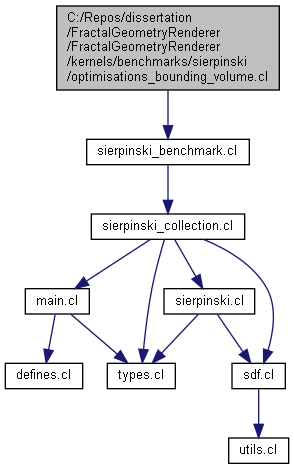 C:/Repos/dissertation
/FractalGeometryRenderer
/FractalGeometryRenderer
/kernels/benchmarks/sierpinski
/optimisations_bounding_volume.cl
sierpinski_benchmark.cl
sierpinski_collection.cl
main.cl
sierpinski.cl
defines.cl
types.cl
sdf.cl
utils.cl